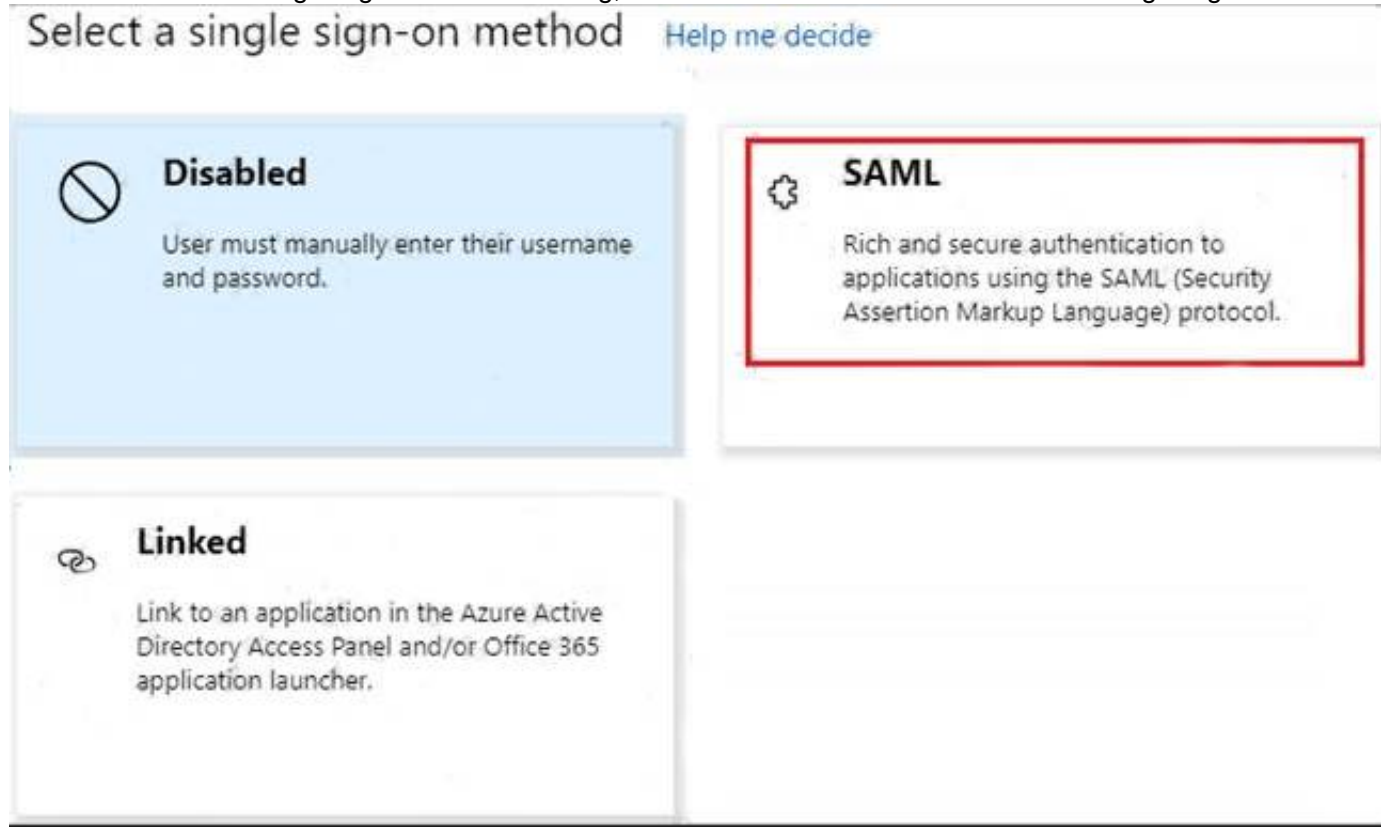 Select a single sign-on method Help me decide
Disabled
User must manually enter their username
and password.
SAML
Rich and secure authentication to
applications using the SAML (Security
Assertion Markup Language) protocol.
Linked
Link to an application in the Azure Active
Directory Access Panel and/or Office 365
application launcher.